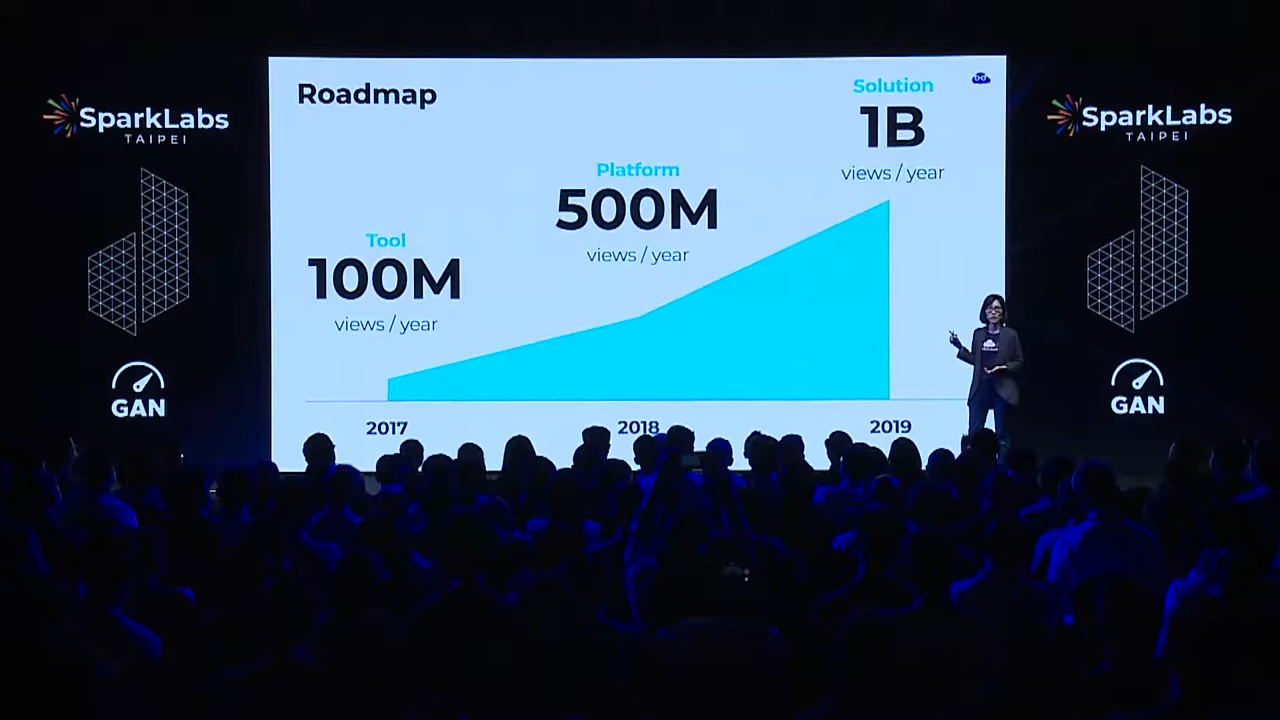 SparkLabs
TAIPEI
GAN
Roadmap
Tool
100M
views / year
Platform
500M
views / year
Solution
1B
views / year
2017
2018
2019
SparkLabs
TAIPEI
GAN